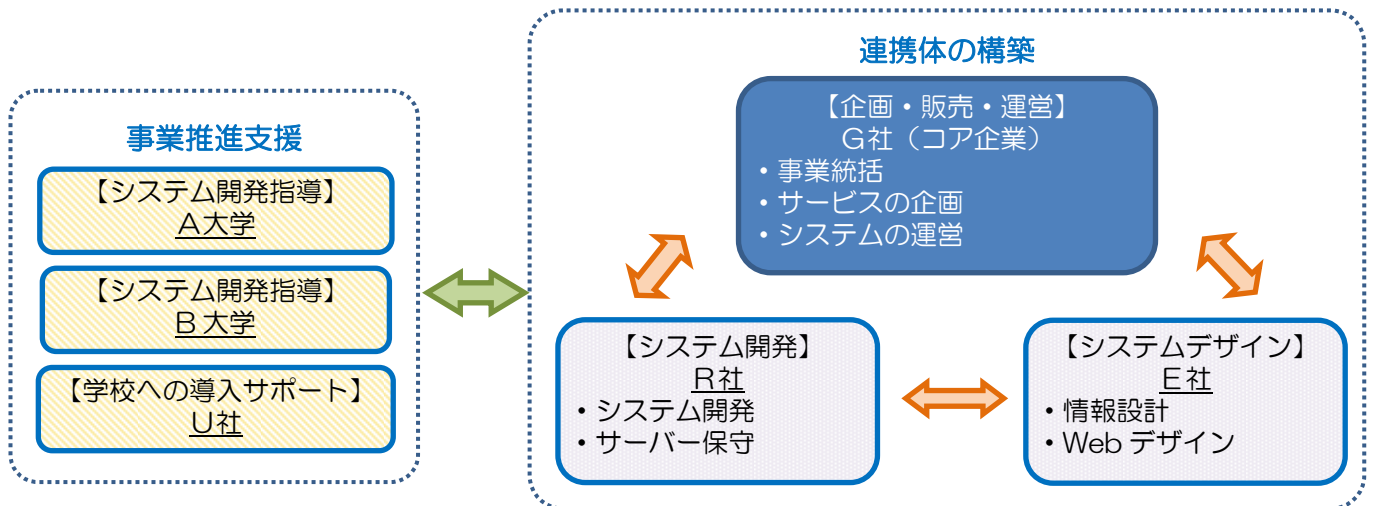 事業推進支援
【システム開発指導】
A大学
【システム開発指導】
B大学
【学校への導入サポート】
U社
連携体の構築
【企画・販売・運営】
G社（コア企業）
・事業統括
・サービスの企画
・システムの運営
【システム開発】
R社
・システム開発
・サーバー保守
【システムデザイン】
E社
・情報設計
・Web デザイン